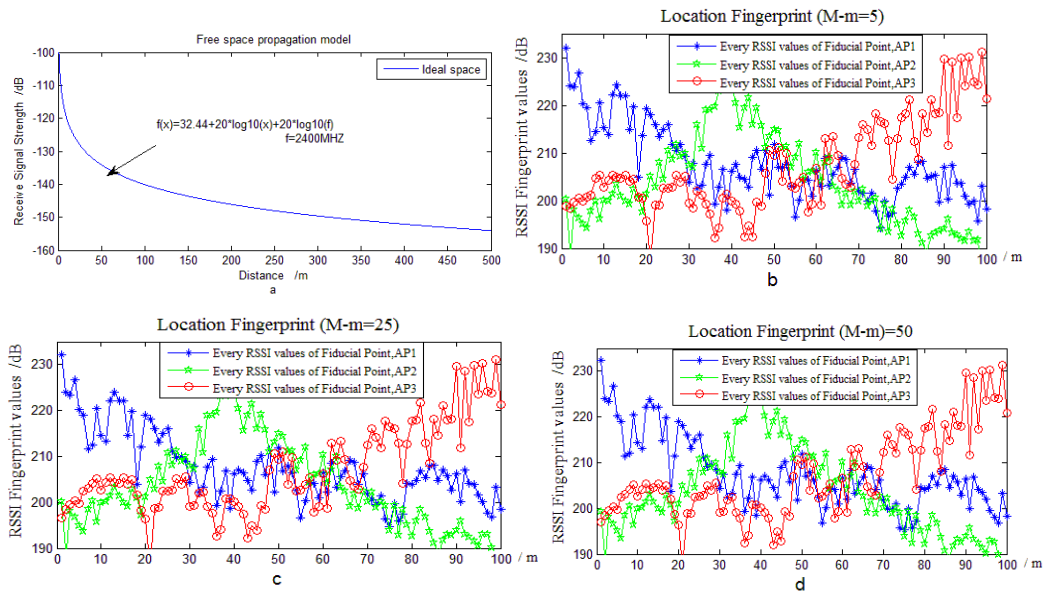 Free space propagation model
-100
-110
-120
-130
-140
-150
-160
Receive Signal Strength /dB
Ideal space
f(x)=32.44+20*log10(x)+20*log10(f)
f=2400MHZ
0 50 100 150 200 250 300 350 400 450 500
Distance /m
a
Location Fingerprint (M-m=5)
Every RSSI values of Fiducial Point,AP1
Every RSSI values of Fiducial Point,AP2
Every RSSI values of Fiducial Point,AP3
RSSI Fingerprint values /dB
230
220
210
200
190
0 10 20 30 40 50 60 70 80 90 100 / m
b
Location Fingerprint (M-m=25)
Every RSSI values of Fiducial Point,AP1
Every RSSI values of Fiducial Point,AP2
Every RSSI values of Fiducial Point,AP3
RSSI Fingerprint values /dB
230
220
210
200
190
0 10 20 30 40 50 60 70 80 90 100 / m
c
Location Fingerprint (M-m)=50
Every RSSI values of Fiducial Point,AP1
Every RSSI values of Fiducial Point,AP2
Every RSSI values of Fiducial Point,AP3
RSSI Fingerprint values /dB
230
220
210
200
190
0 10 20 30 40 50 60 70 80 90 100 / m
d